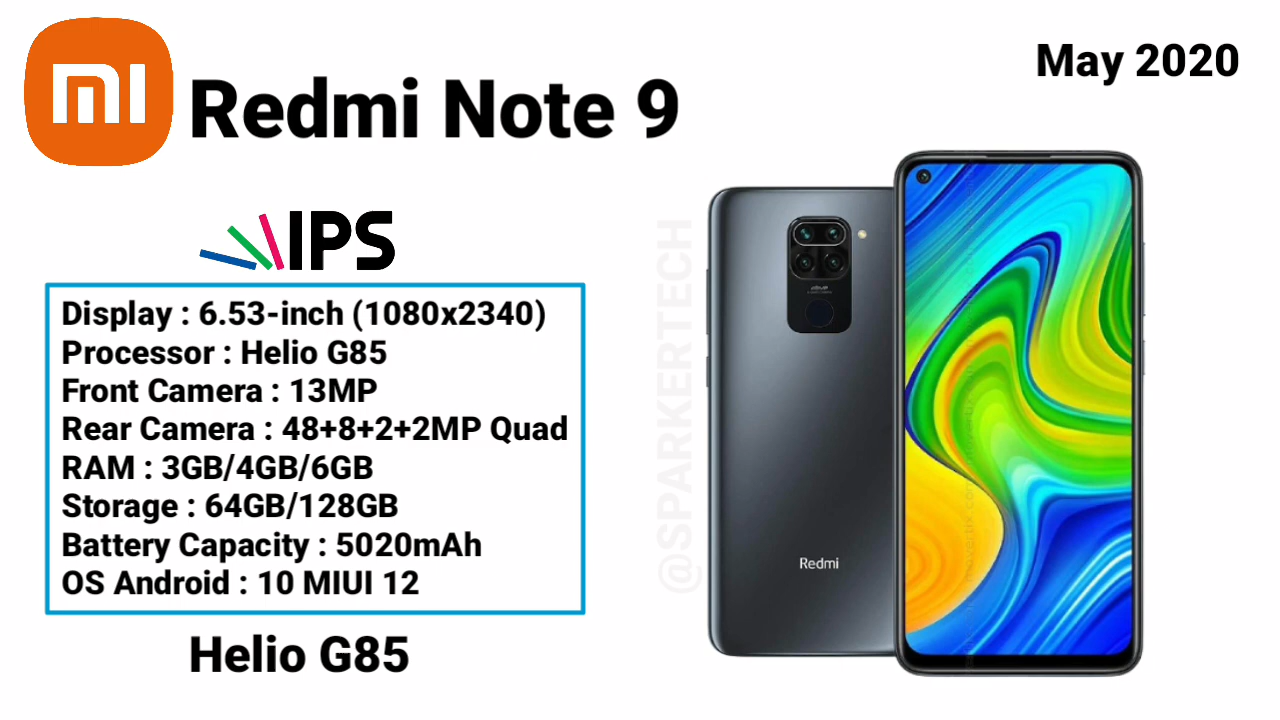 mi
Redmi Note 9
May 2020
IPS
Display : 6.53-inch (1080x2340)
Processor : Helio G85
Front Camera : 13MP
Rear Camera : 48+8+2+2MP Quad
RAM : 3GB/4GB/6GB
Storage : 64GB/128GB
Battery Capacity : 5020mAh
OS Android : 10 MIUI 12
Helio G85
@SPARKERTECH
Redmi